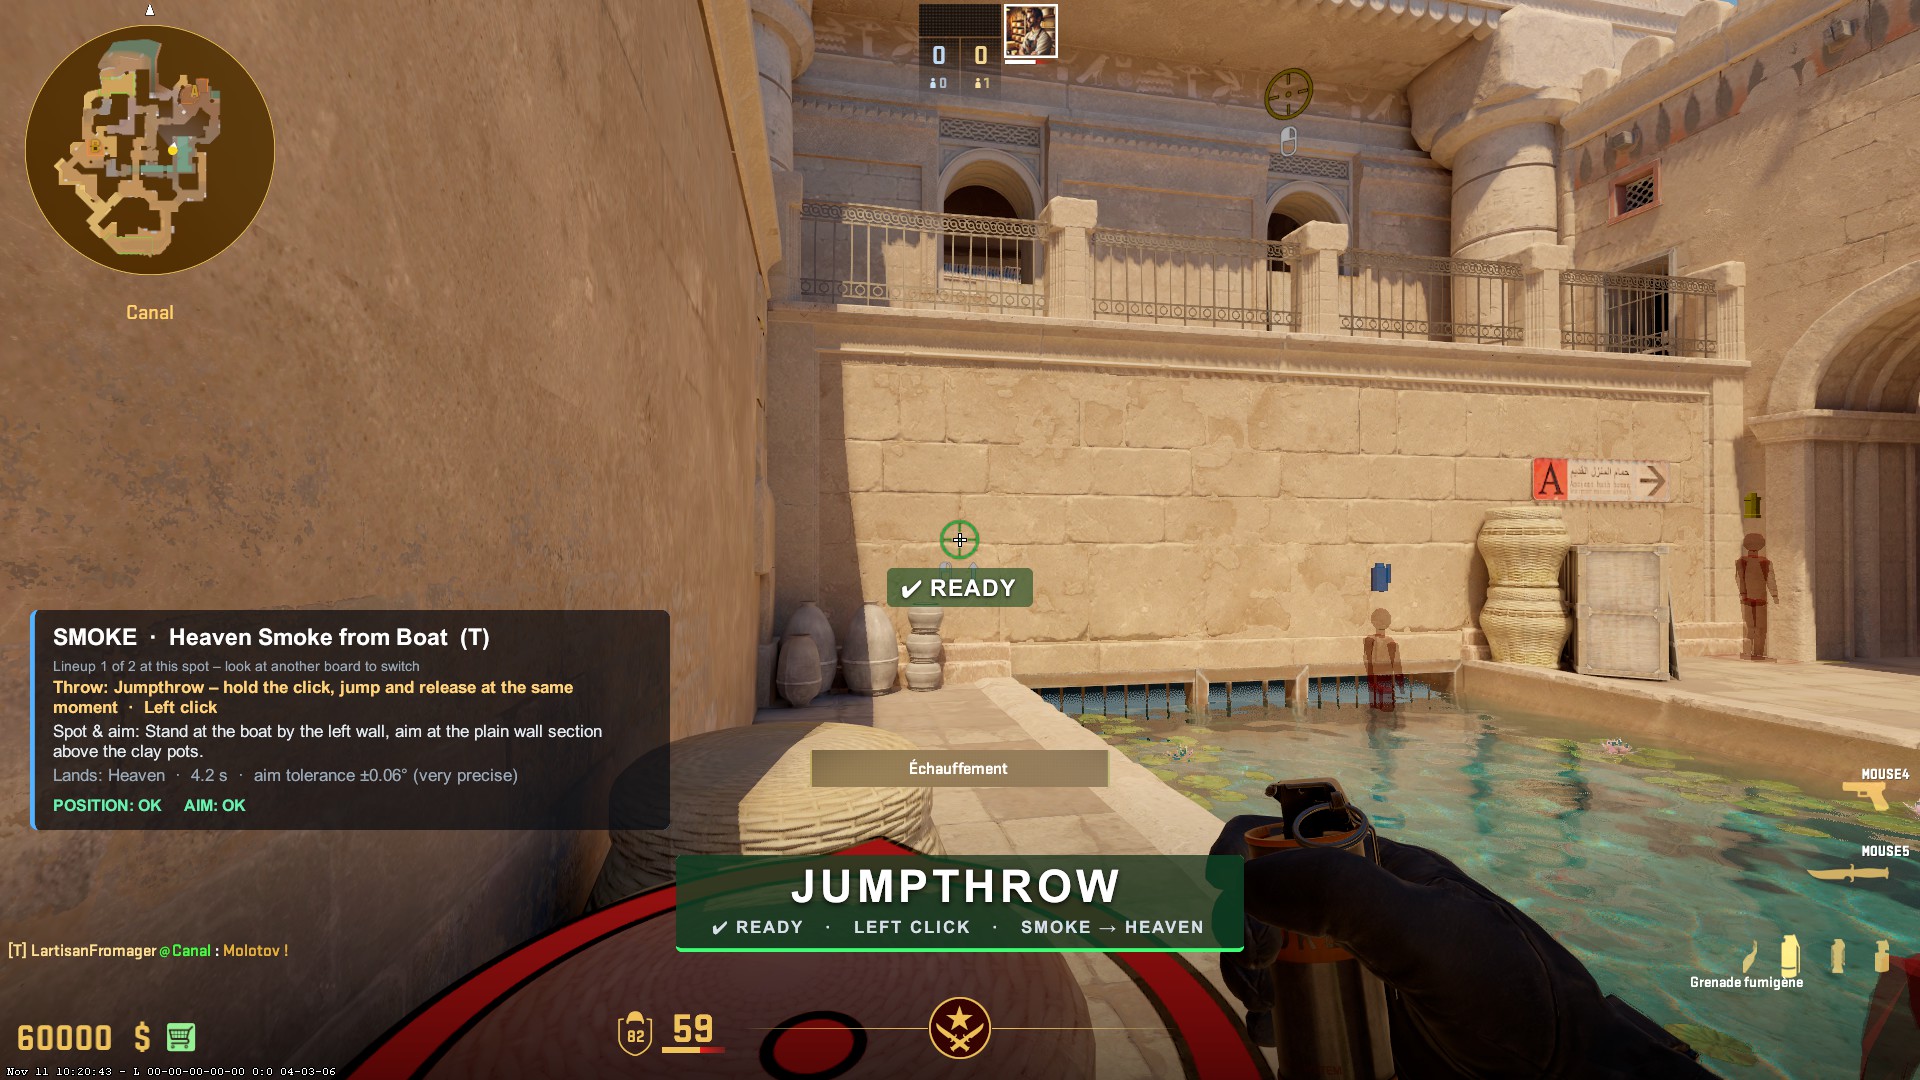 0 0
0 1
A
B
Canal
A
حمام المنزل القديم
✔ READY
SMOKE · Heaven Smoke from Boat (T)
Lineup 1 of 2 at this spot – look at another board to switch
Throw: Jumpthrow – hold the click, jump and release at the same
moment · Left click
Spot & aim: Stand at the boat by the left wall, aim at the plain wall section
above the clay pots.
Lands: Heaven · 4.2 s · aim tolerance ±0.06° (very precise)
POSITION: OK AIM: OK
Échauffement
MOUSE4
MOUSE5
JUMPTHROW
✔ READY · LEFT CLICK · SMOKE → HEAVEN
[T] LartisanFromager@Canal : Molotov !
Grenade fumigène
60000 $
82 59
Nov 11 10:20:43 - L 00-00-00-00-00 0:0 04-03-06